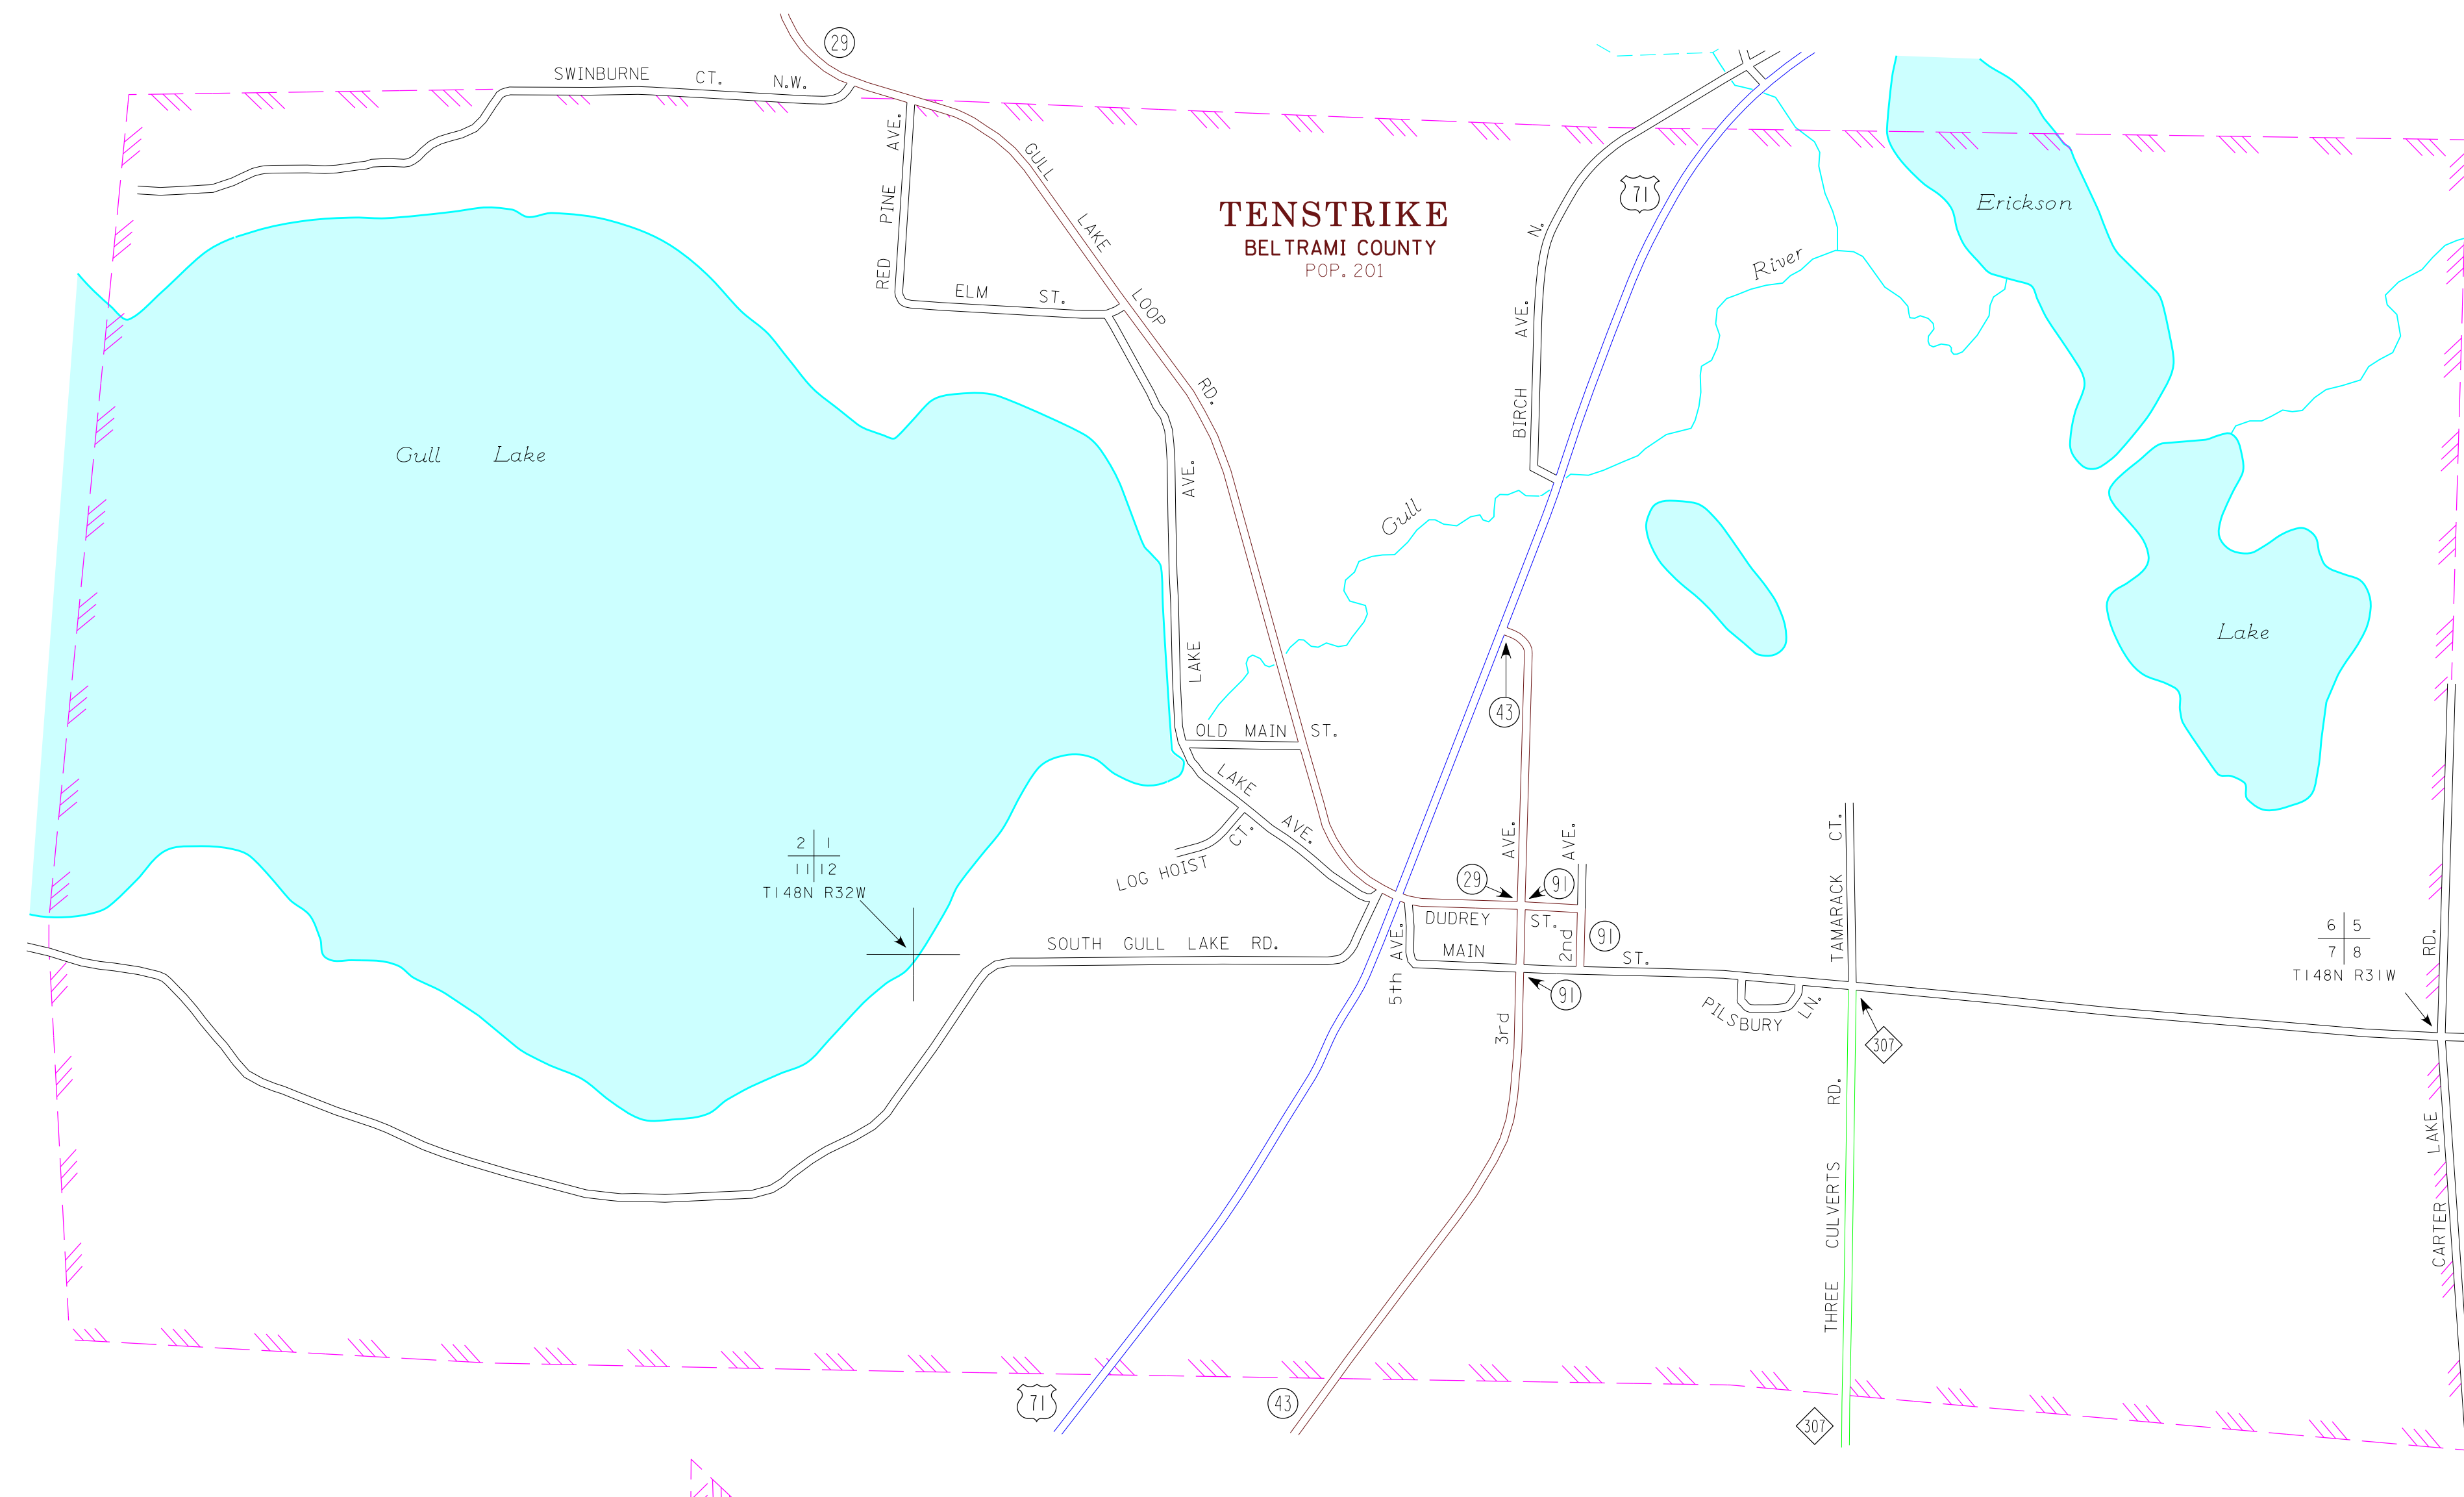 29
SWINBURNE CT. N.W.
RED PINE AVE.
GULL LAKE LOOP RD.
ELM ST.
TENSTRIKE
BELTRAMI COUNTY
POP. 201
71
BIRCH AVE. N.
Gull River
Erickson
Lake
Gull Lake
LAKE AVE.
43
OLD MAIN ST.
LAKE AVE.
LOG HOIST CT.
2 1
11 12
T148N R32W
SOUTH GULL LAKE RD.
29
91
DUDREY ST.
91
MAIN ST.
91
5th AVE.
3rd AVE.
2nd AVE.
TAMARACK CT.
PILSBURY LN.
307
THREE CULVERTS RD.
6 5
7 8
T148N R31W
CARTER LAKE RD.
71
43
307